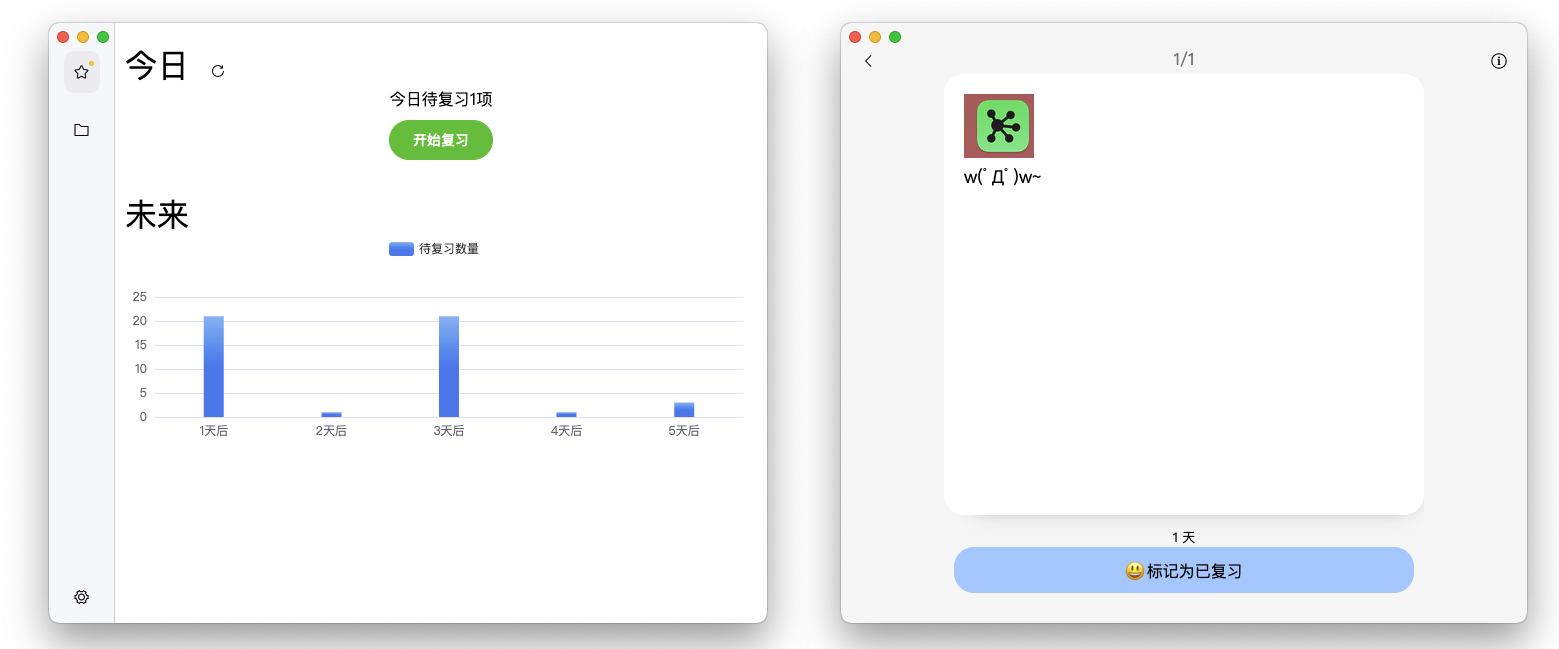 今日
今日待复习1项
开始复习
未来
待复习数量
25
20
15
10
5
0
1天后 2天后 3天后 4天后 5天后
1/1
w(ﾟДﾟ)w~
1 天
😃标记为已复习